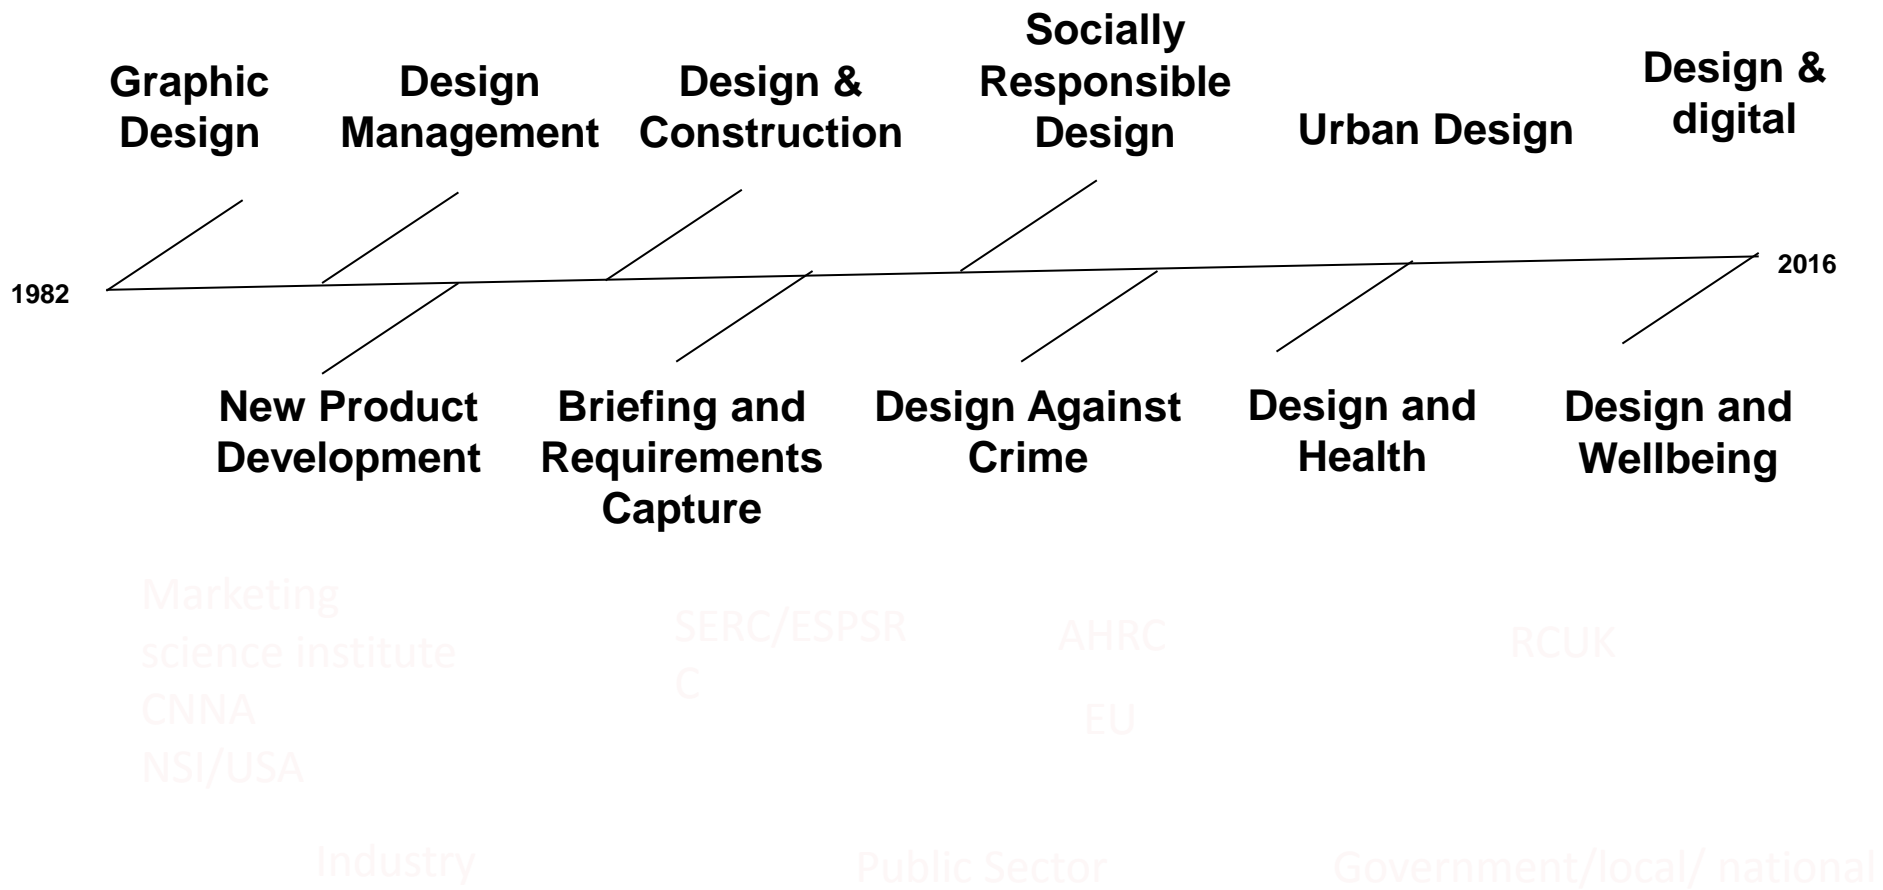 Graphic
Design
Design
Management
Design &
Construction
Socially
Responsible
Design
Urban Design
Design &
digital
1982
2016
New Product
Development
Briefing and
Requirements
Capture
Design Against
Crime
Design and
Health
Design and
Wellbeing
Marketing
science institute
CNNA
NSI/USA
SERC/ESPSR
C
AHRC
EU
RCUK
Industry
Public Sector
Government/local/ national